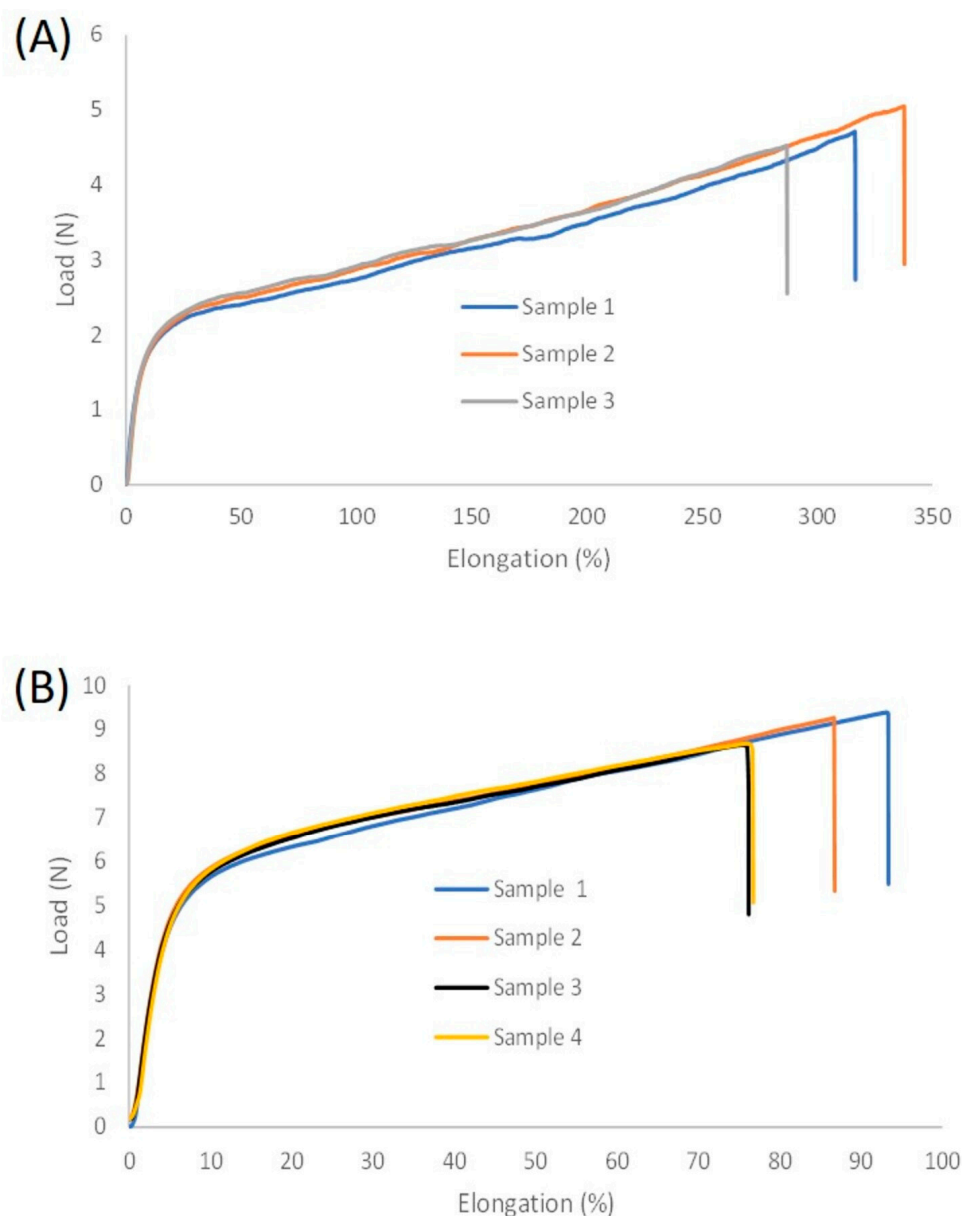 (A)
6
5
4
3
2
1
0
Load (N)
Sample 1
Sample 2
Sample 3
0 50 100 150 200 250 300 350
Elongation (%)
(B)
10
9
8
7
6
5
4
3
2
1
0
Load (N)
Sample 1
Sample 2
Sample 3
Sample 4
0 10 20 30 40 50 60 70 80 90 100
Elongation (%)